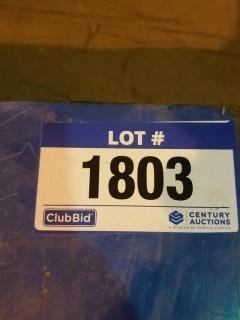 LOT #
1803
ClubBid
CENTURY
AUCTIONS